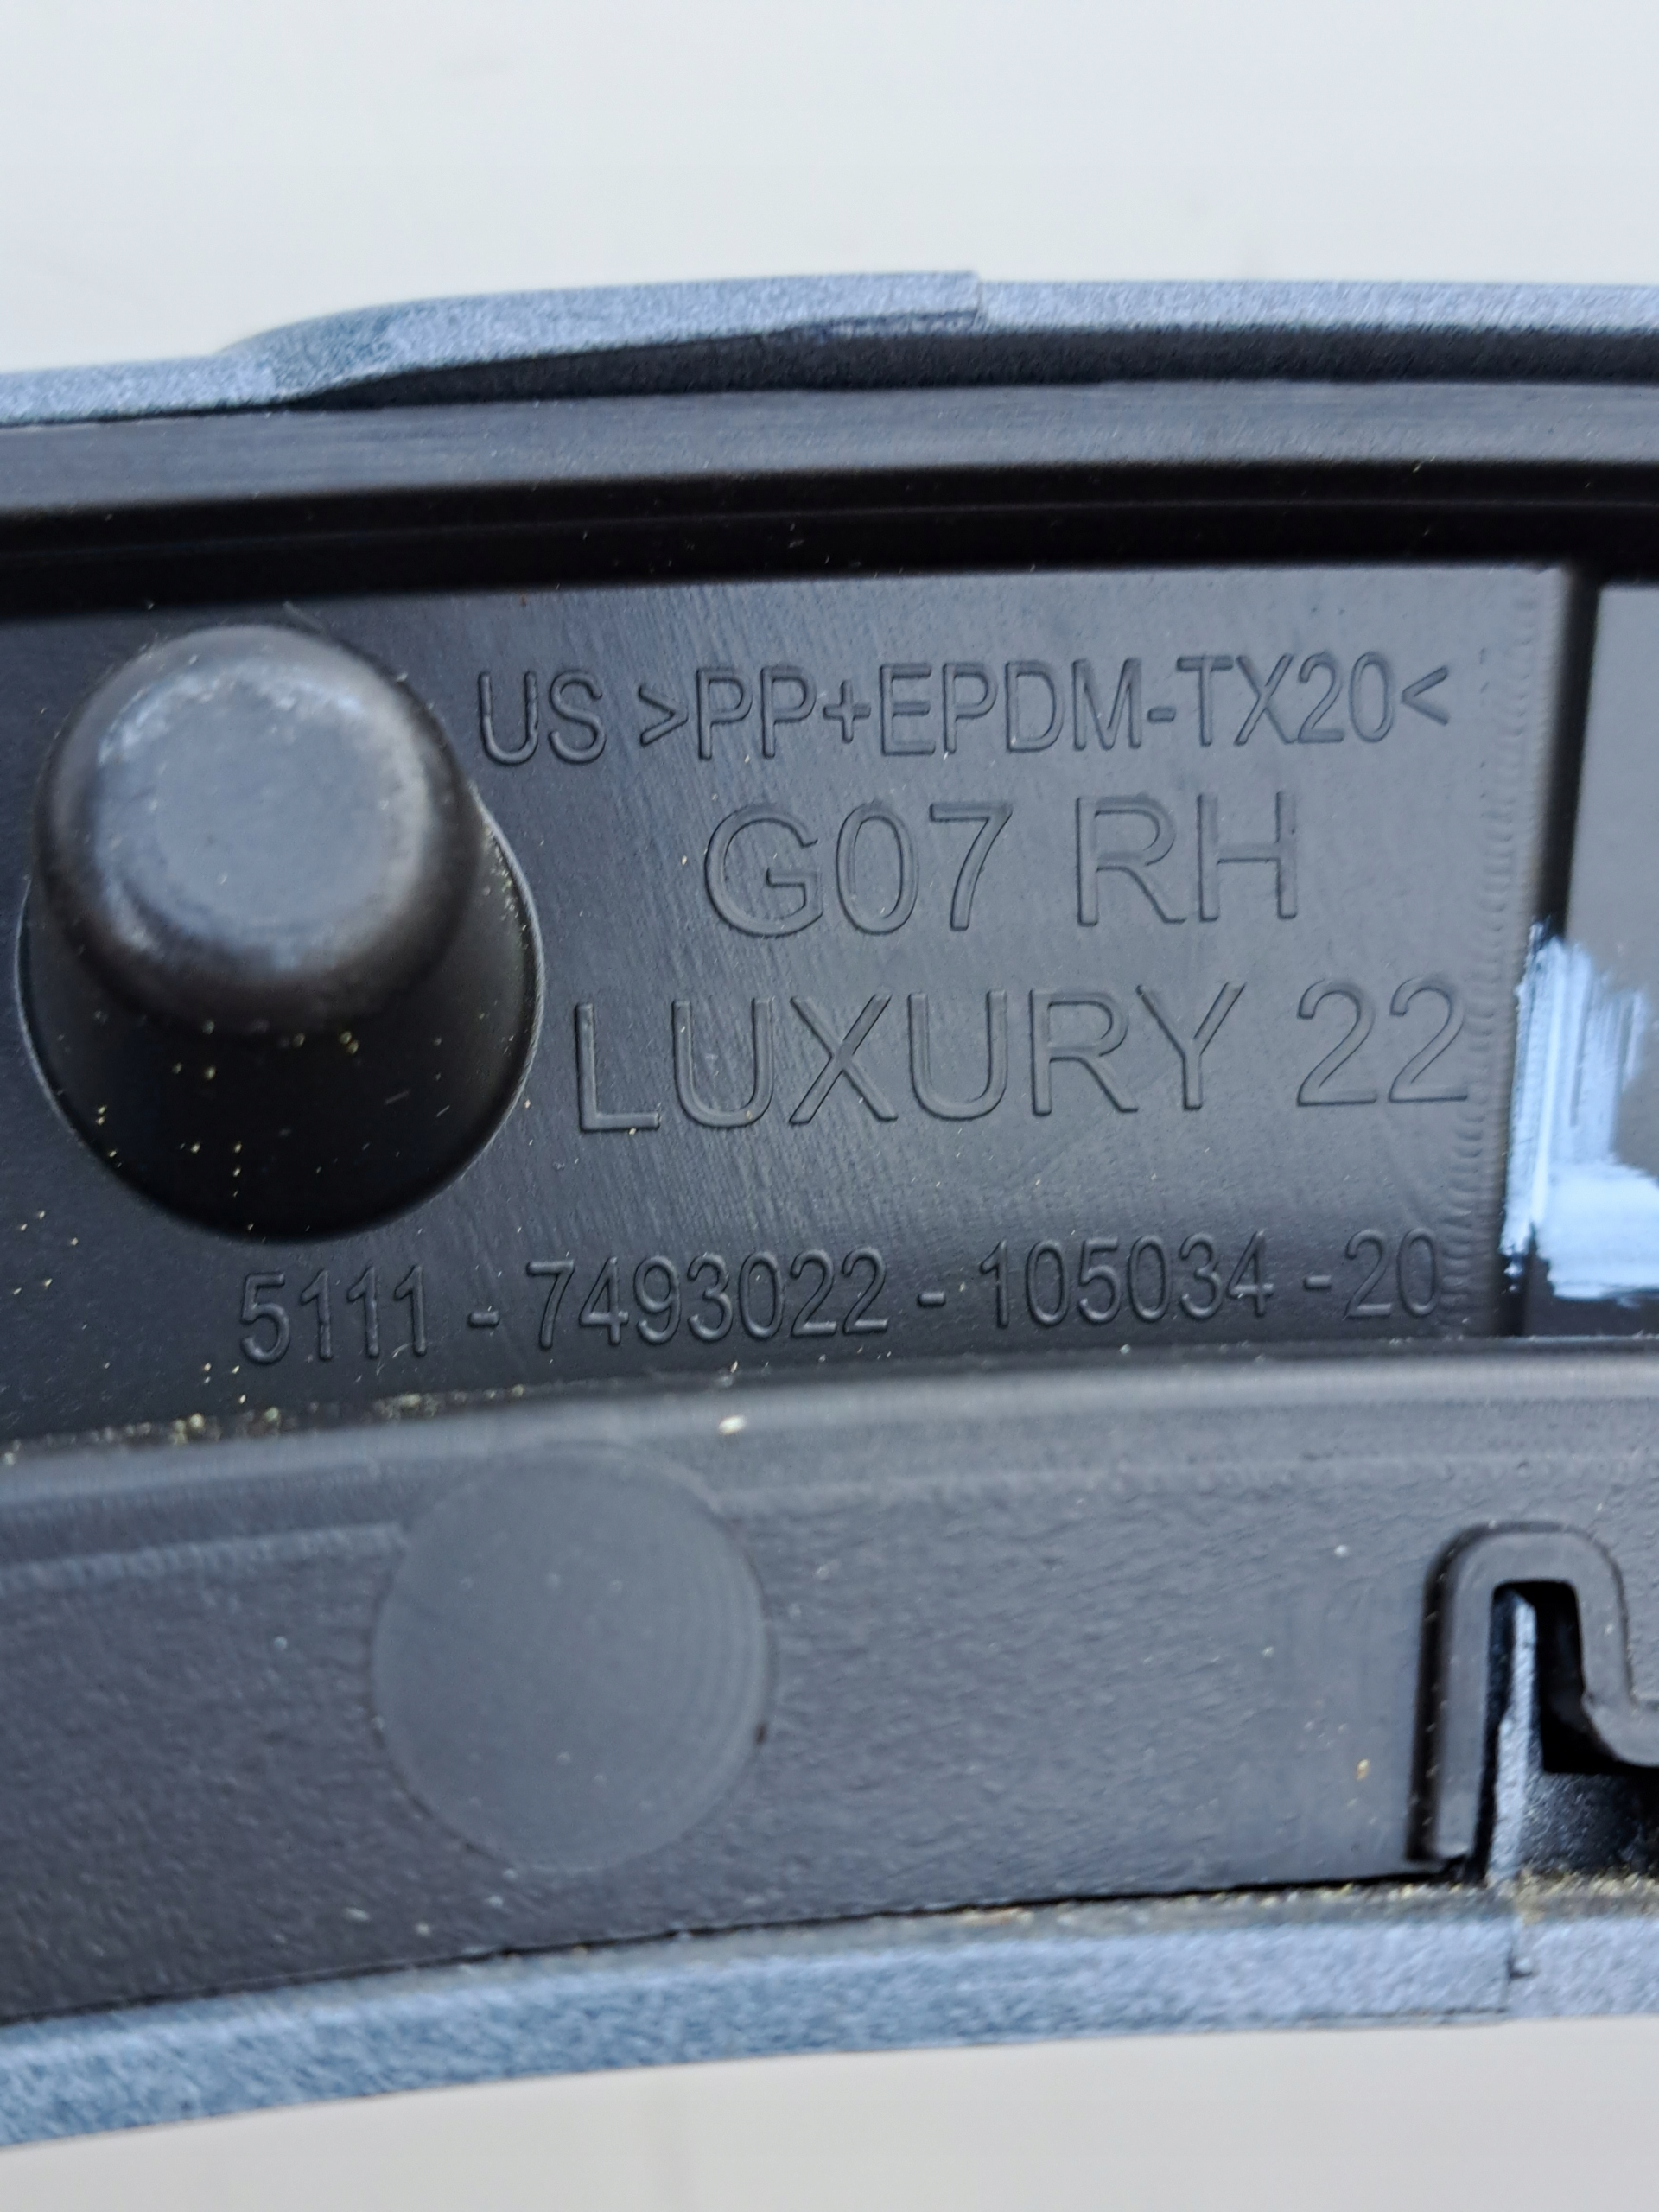 US >PP+EPDM-TX20<
G07 RH
LUXURY 22
5111 - 7493022 - 105034 - 20